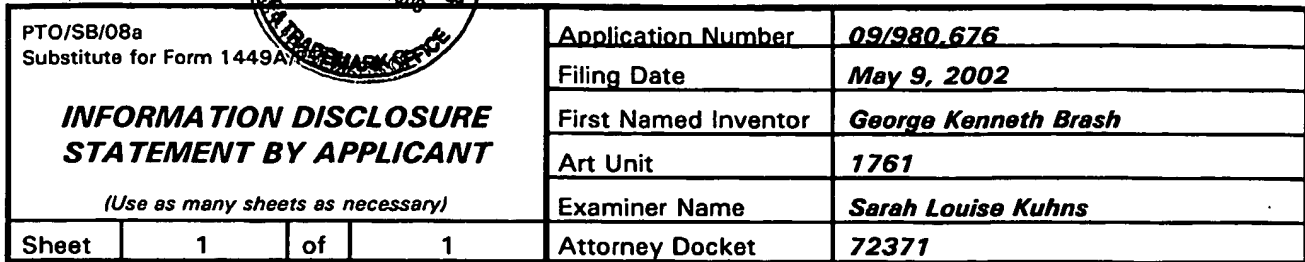 PTO/SB/08a
Substitute for Form 1449A/
& TRADEMARK OFFICE
INFORMATION DISCLOSURE
STATEMENT BY APPLICANT
(Use as many sheets as necessary)
Sheet 1 of 1
Application Number 09/980,676
Filing Date May 9, 2002
First Named Inventor George Kenneth Brash
Art Unit 1761
Examiner Name Sarah Louise Kuhns
Attorney Docket 72371